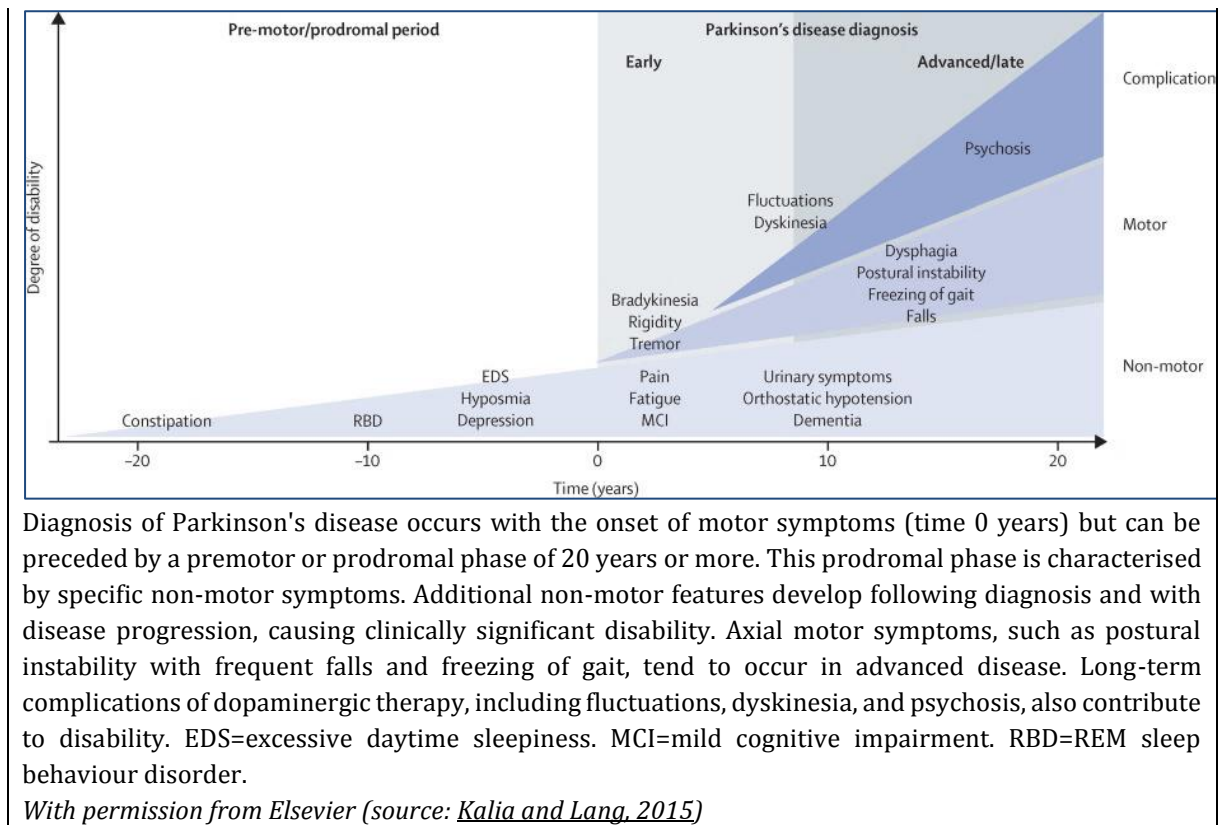 Pre-motor/prodromal period
Parkinson's disease diagnosis
Early
Advanced/late
Complication
Psychosis
Degree of disability
Fluctuations
Dyskinesia
Motor
Dysphagia
Postural instability
Freezing of gait
Falls
Bradykinesia
Rigidity
Tremor
Non-motor
EDS
Hyposmia
Depression
Pain
Fatigue
MCI
Urinary symptoms
Orthostatic hypotension
Dementia
Constipation
RBD
–20
–10
0
10
20
Time (years)
Diagnosis of Parkinson's disease occurs with the onset of motor symptoms (time 0 years) but can be
preceded by a premotor or prodromal phase of 20 years or more. This prodromal phase is characterised
by specific non-motor symptoms. Additional non-motor features develop following diagnosis and with
disease progression, causing clinically significant disability. Axial motor symptoms, such as postural
instability with frequent falls and freezing of gait, tend to occur in advanced disease. Long-term
complications of dopaminergic therapy, including fluctuations, dyskinesia, and psychosis, also contribute
to disability. EDS=excessive daytime sleepiness. MCI=mild cognitive impairment. RBD=REM sleep
behaviour disorder.
With permission from Elsevier (source: Kalia and Lang, 2015)